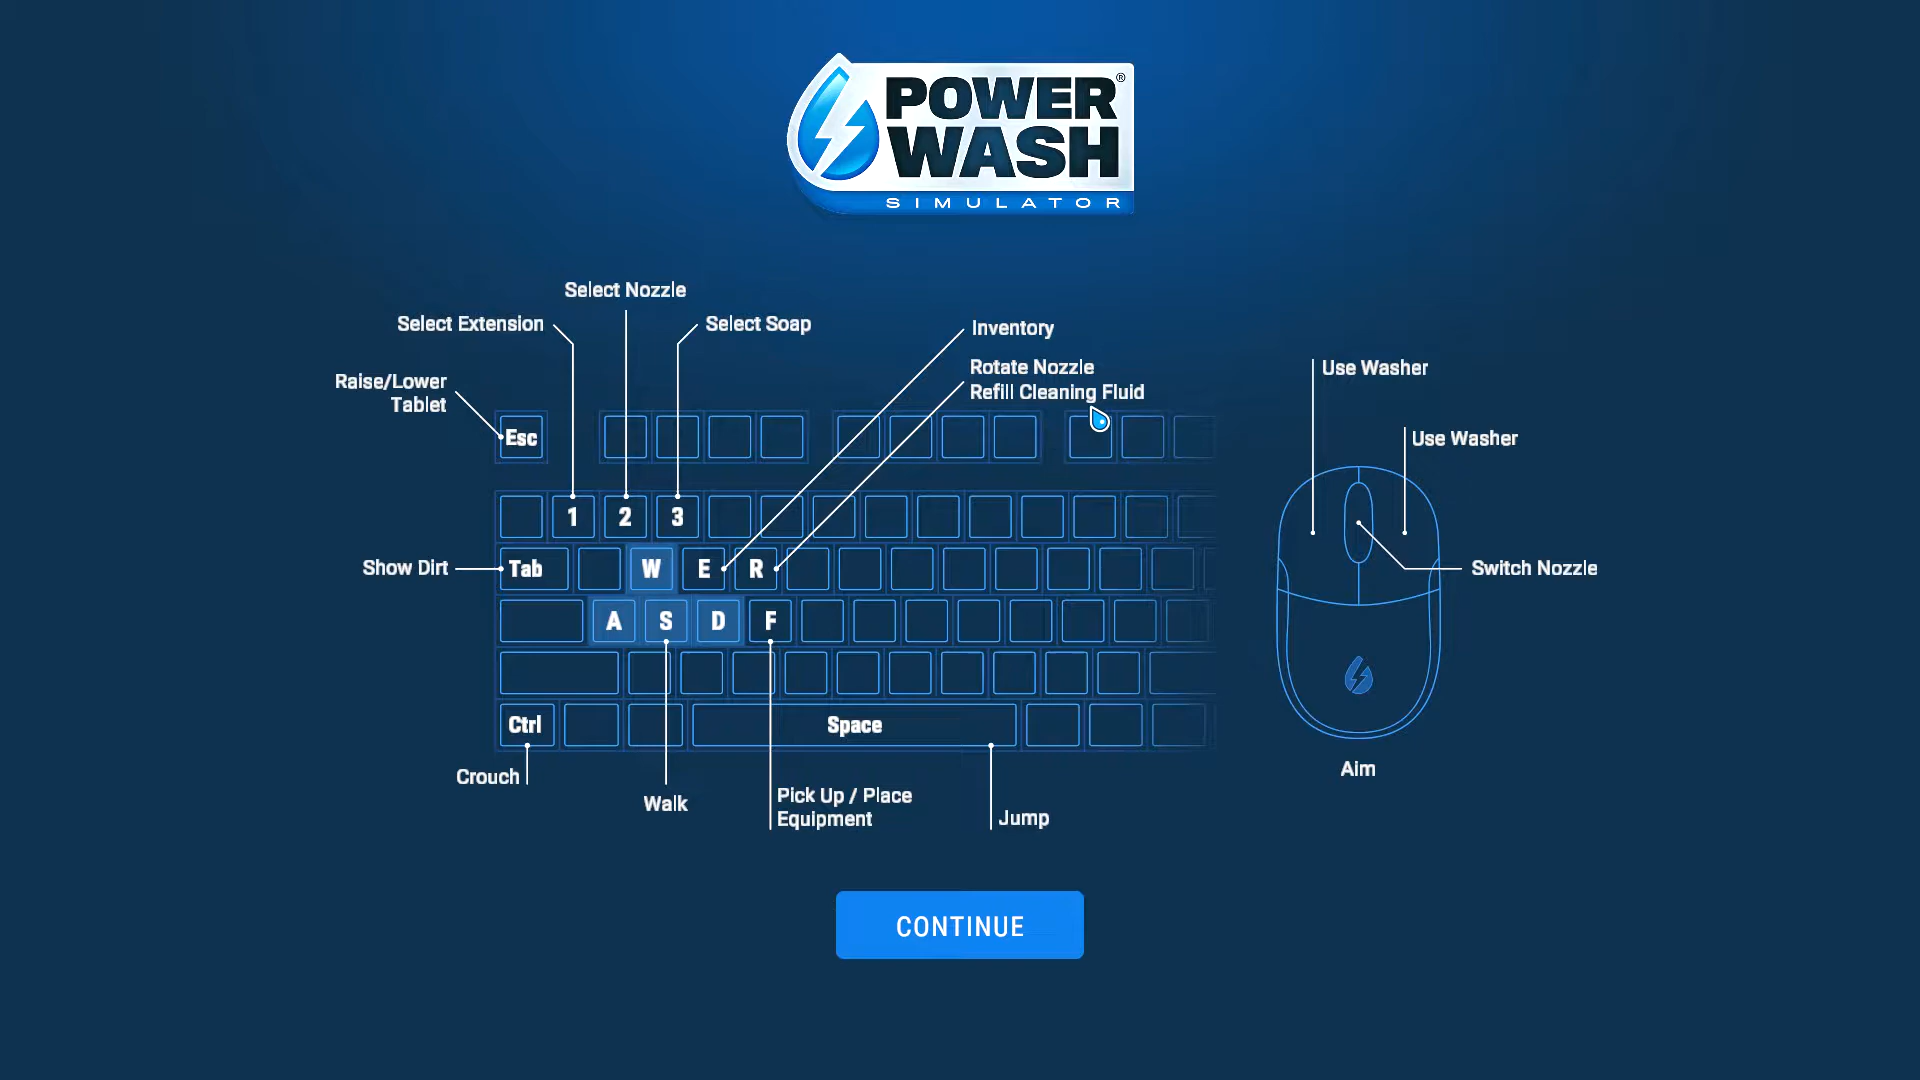 POWER®
WASH
SIMULATOR
Select Nozzle
Select Extension
Select Soap
Inventory
Rotate Nozzle
Refill Cleaning Fluid
Raise/Lower
Tablet
Use Washer
Use Washer
Esc
1 2 3
Show Dirt
Tab W E R
Switch Nozzle
A S D F
Ctrl Space
Aim
Crouch
Walk
Pick Up / Place
Equipment
Jump
CONTINUE